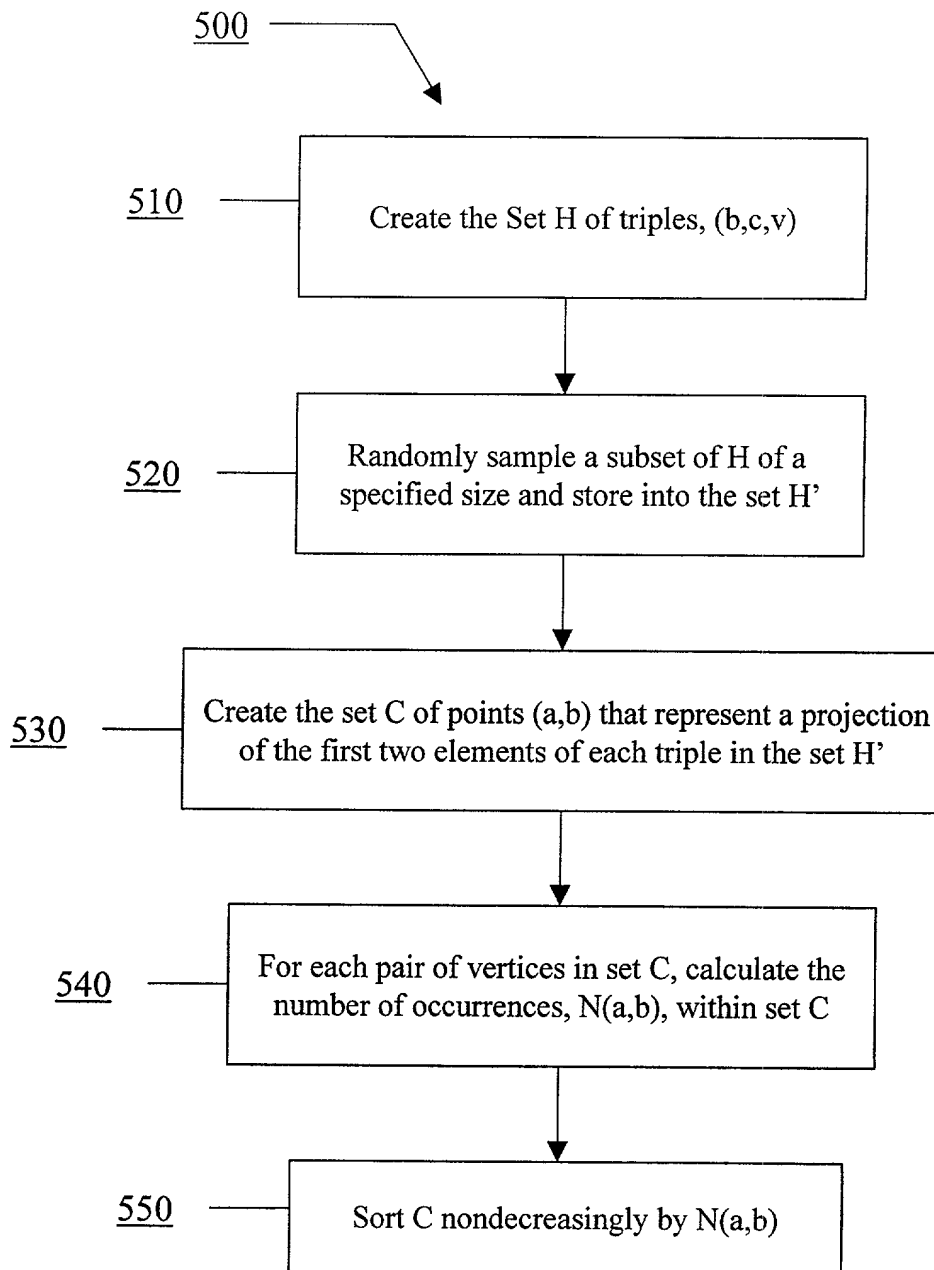 500
510
Create the Set H of triples, (b,c,v)
520
Randomly sample a subset of H of a
specified size and store into the set H’
530
Create the set C of points (a,b) that represent a projection
of the first two elements of each triple in the set H’
540
For each pair of vertices in set C, calculate the
number of occurrences, N(a,b), within set C
550
Sort C nondecreasingly by N(a,b)